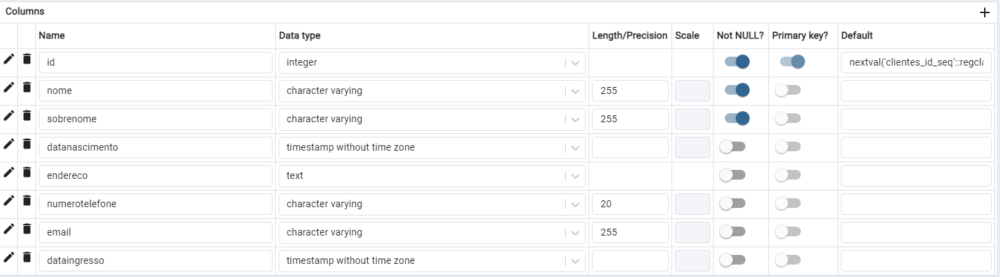 Columns
Name Data type Length/Precision Scale Not NULL? Primary key? Default
id integer nextval('clientes_id_seq'::regcla
nome character varying 255
sobrenome character varying 255
datanascimento timestamp without time zone
endereco text
numerotelefone character varying 20
email character varying 255
dataingresso timestamp without time zone